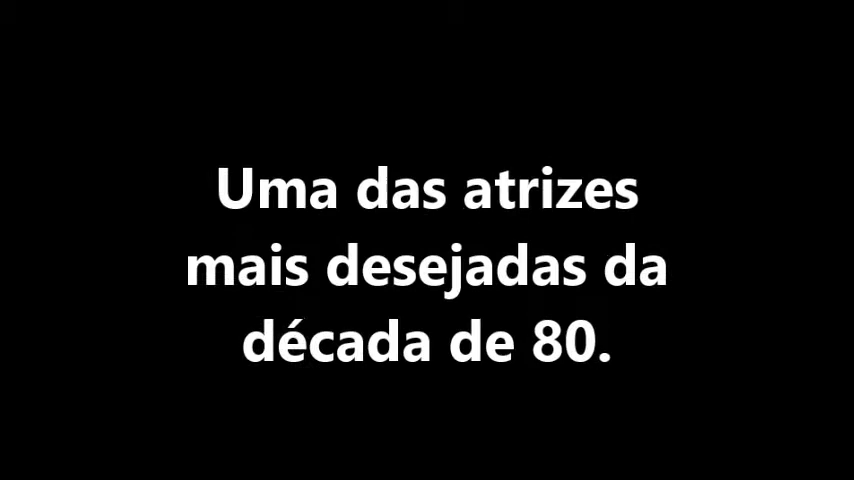 Uma das atrizes
mais desejadas da
década de 80.